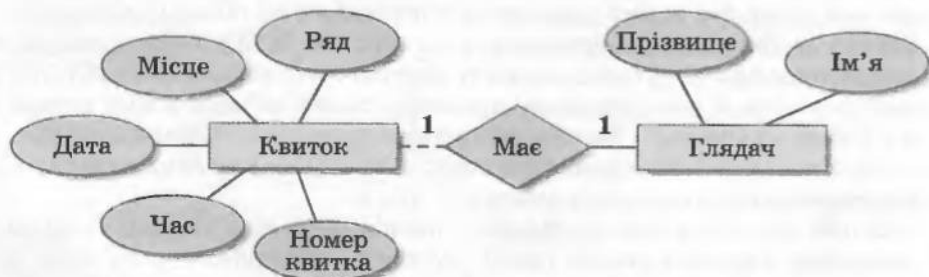 Ряд
Прізвище
Місце
Ім'я
1
1
Дата
Квиток
Має
Глядач
Час
Номер
квитка